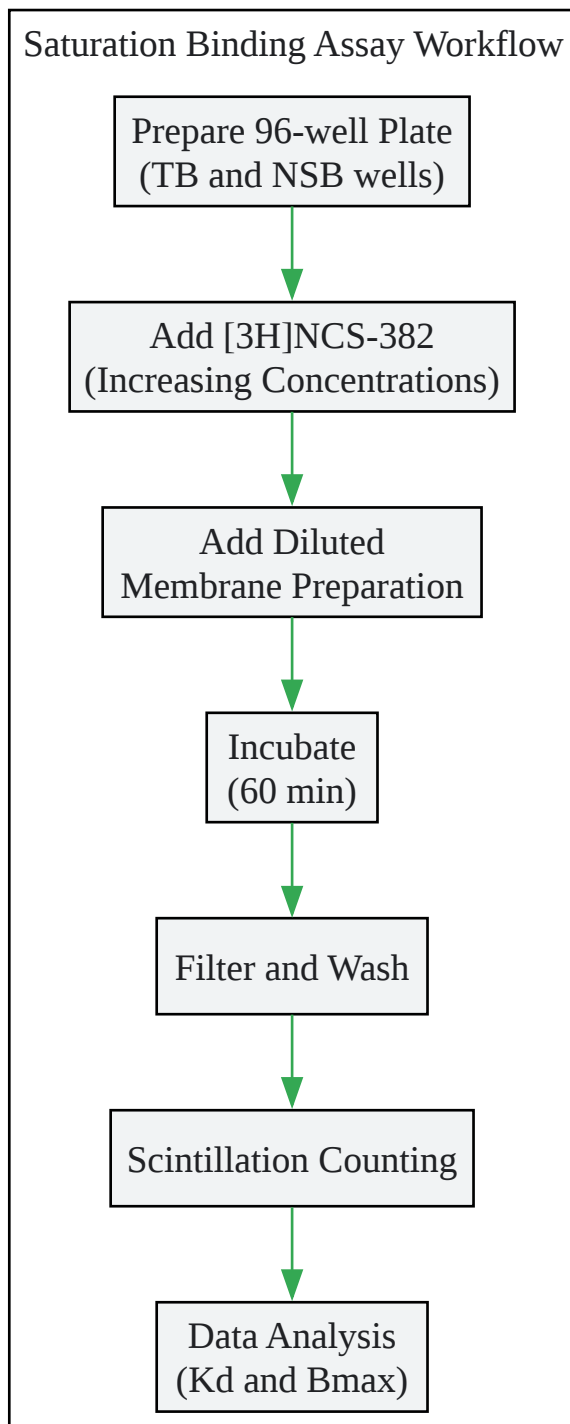 Saturation Binding Assay Workflow
Prepare 96-well Plate
(TB and NSB wells)
Add [3H]NCS-382
(Increasing Concentrations)
Add Diluted
Membrane Preparation
Incubate
(60 min)
Filter and Wash
Scintillation Counting
Data Analysis
(Kd and Bmax)